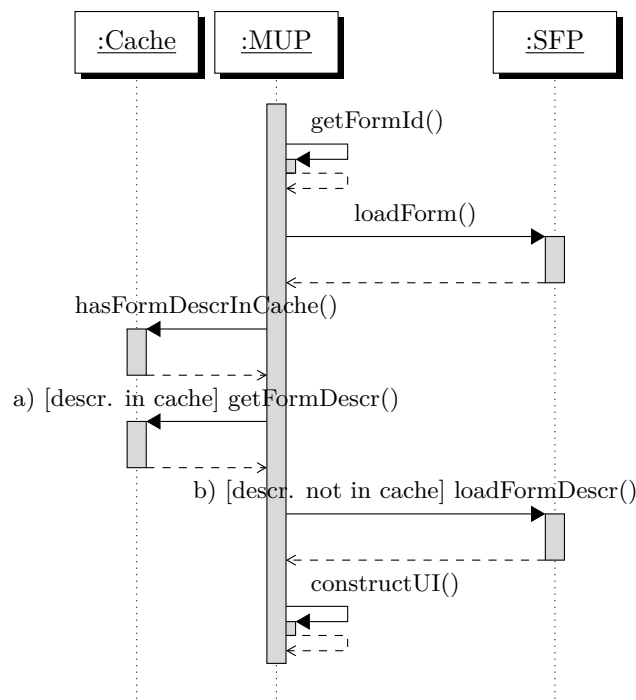 :Cache
:MUP
:SFP
getFormId()
loadForm()
hasFormDescrInCache()
a) [descr. in cache] getFormDescr()
b) [descr. not in cache] loadFormDescr()
constructUI()